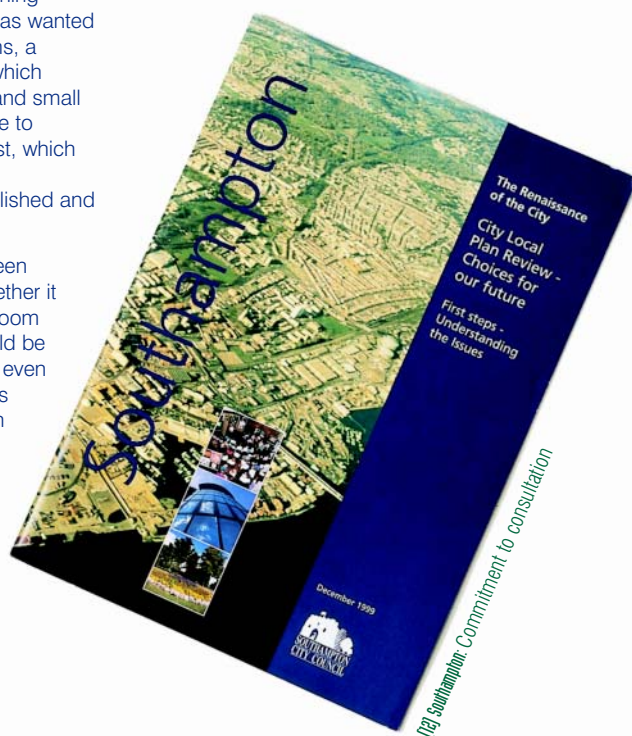 ning
as wanted
ns, a
which
and small
e to
st, which
lished and
een
ether it
oom
ld be
even
s
n
Southampton
The Renaissance
of the City
City Local
Plan Review -
Choices for
our future
First steps -
Understanding
the Issues
December 1999
SOUTHAMPTON
CITY COUNCIL
[12] Southampton: Commitment to consultation